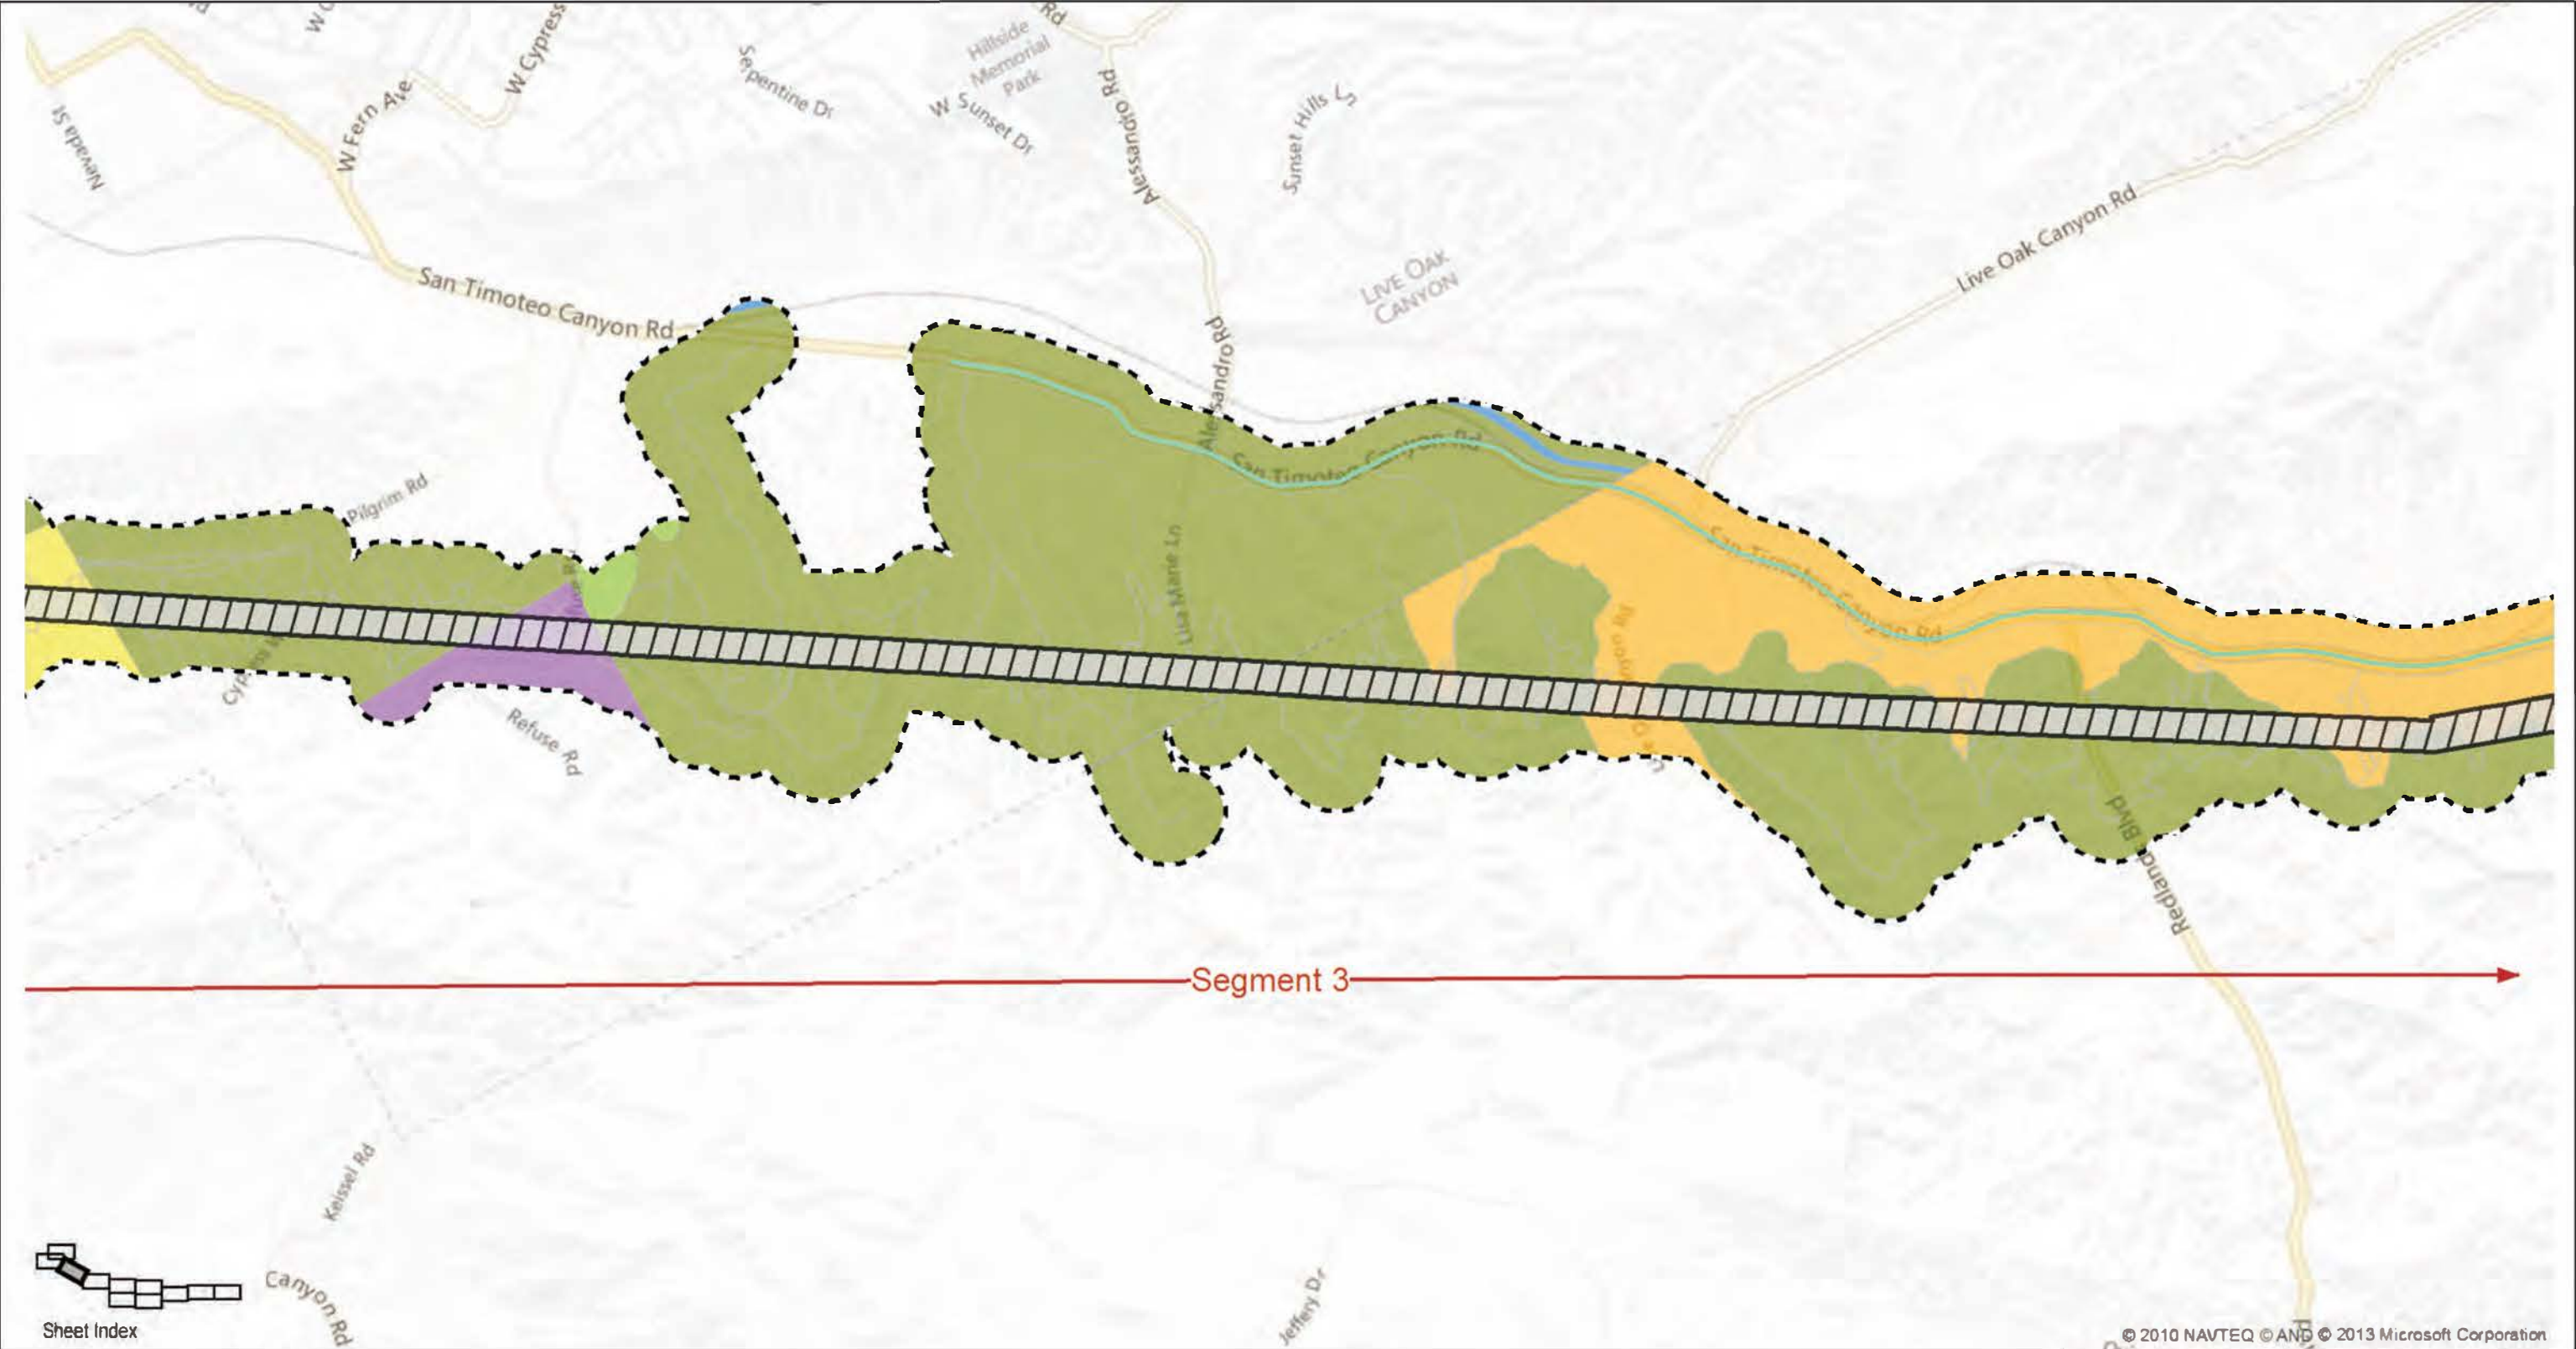 Rd
W Cypress
Nevada St
W Fern Ave
Serpentine Dr
Hillside
Memorial
Park
W Sunset Dr
Alessandro Rd
Sunset Hills Ln
LIVE OAK
CANYON
Live Oak Canyon Rd
San Timoteo Canyon Rd
Alessandro Rd
San Timoteo Canyon Rd
Pilgrim Rd
San Timoteo Canyon Rd
Lisa Marie Ln
Refuse Rd
Redlands Blvd
Segment 3
Keissel Rd
Canyon Rd
Jeffery Dr
Sheet Index
© 2010 NAVTEQ © AND © 2013 Microsoft Corporation